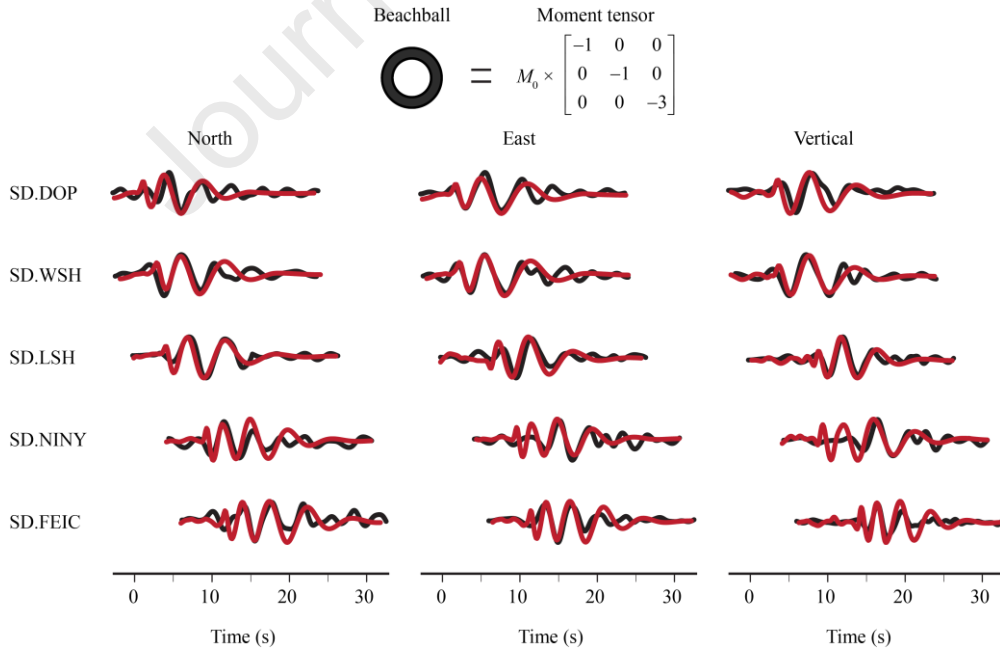 Beachball Moment tensor
Journ
= M₀ ×
−1 0 0
0 −1 0
0 0 −3
North East Vertical
SD.DOP
SD.WSH
SD.LSH
SD.NINY
SD.FEIC
0 10 20 30 0 10 20 30 0 10 20 30
Time (s) Time (s) Time (s)